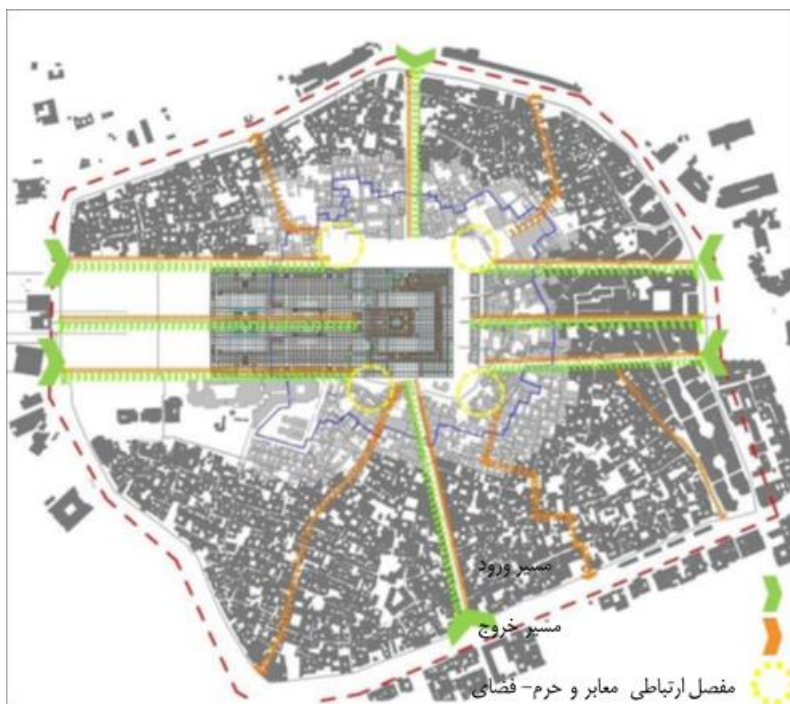 مسیر ورود
مسیر خروج
مفصل ارتباطی معابر و حرم- فضای